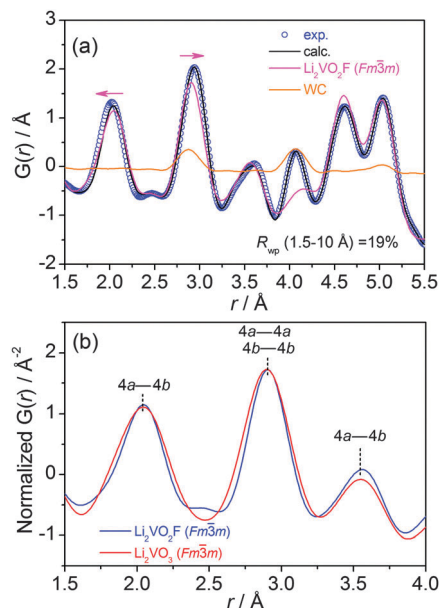 (a)
exp.
calc.
Li₂VO₂F (Fm3̅m)
WC
G(r) / Å
2
1
0
-1
-2
R_wp (1.5-10 Å) =19%
1.5 2.0 2.5 3.0 3.5 4.0 4.5 5.0 5.5
r / Å
(b)
4a—4a
4b—4b
4a—4b
4a—4b
Normalized G(r) / Å⁻²
2
1
0
-1
Li₂VO₂F (Fm3̅m)
Li₂VO₃ (Fm3̅m)
1.5 2.0 2.5 3.0 3.5 4.0
r / Å